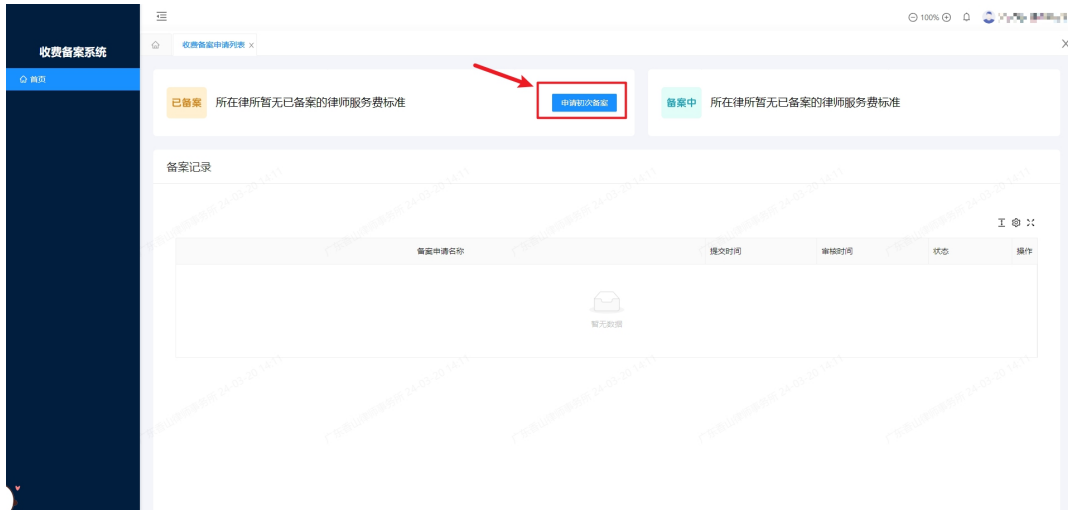 100%
收费备案系统
收费备案申请列表
首页
已备案 所在律所暂无已备案的律师服务费标准 申请初次备案
备案中 所在律所暂无已备案的律师服务费标准
备案记录
备案申请名称 提交时间 审核时间 状态 操作
暂无数据